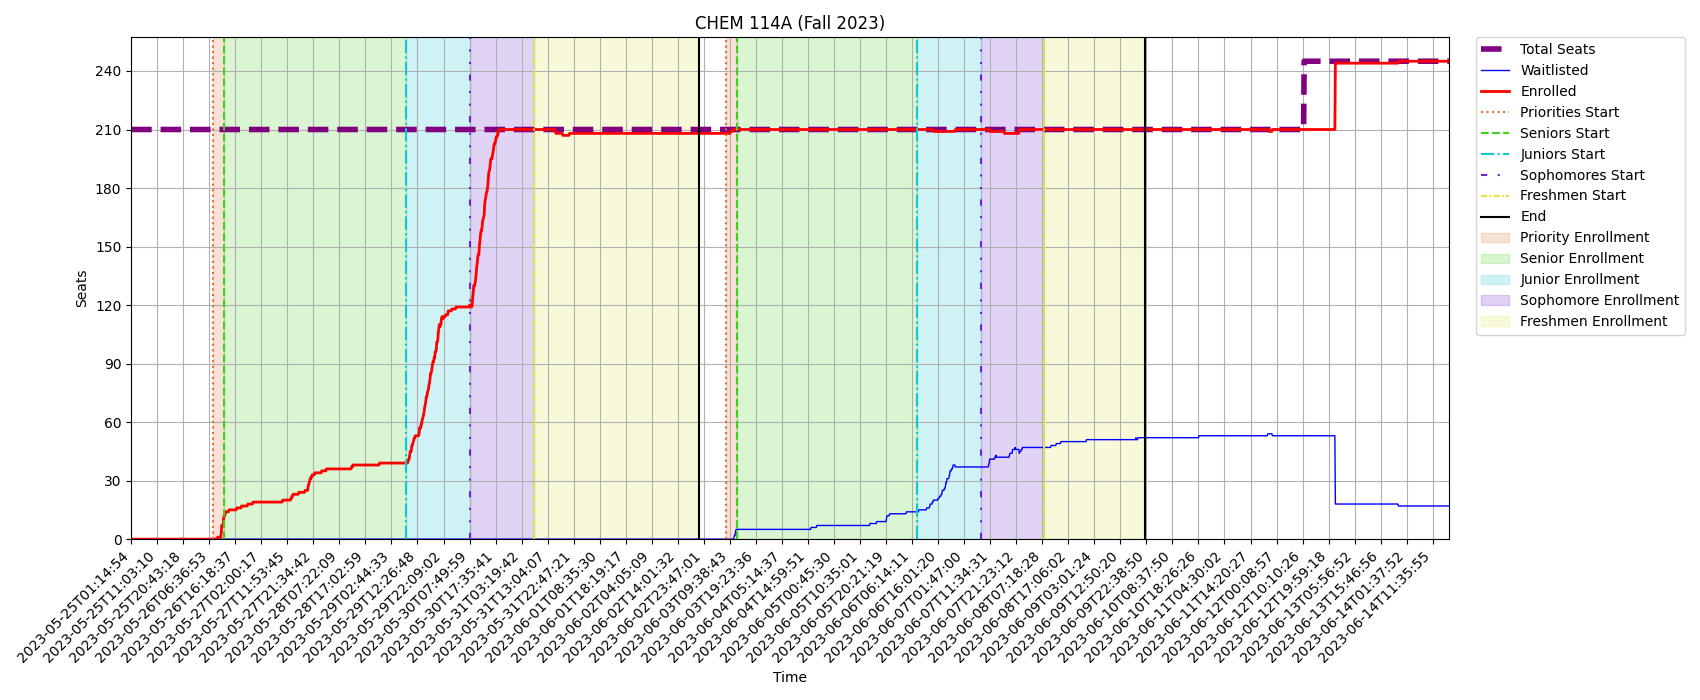 CHEM 114A (Fall 2023)
Seats
240
210
180
150
120
90
60
30
0
2023-05-25T01:14:54
2023-05-25T11:03:10
2023-05-25T20:43:18
2023-05-26T06:36:53
2023-05-26T16:18:37
2023-05-27T02:00:17
2023-05-27T11:53:45
2023-05-27T21:34:42
2023-05-28T07:22:09
2023-05-28T17:02:59
2023-05-29T02:44:33
2023-05-29T12:26:48
2023-05-29T22:09:02
2023-05-30T07:49:59
2023-05-30T17:35:41
2023-05-31T03:19:42
2023-05-31T13:04:07
2023-05-31T22:47:21
2023-06-01T08:35:30
2023-06-01T18:19:17
2023-06-02T04:05:09
2023-06-02T14:01:32
2023-06-02T23:47:01
2023-06-03T09:38:43
2023-06-03T19:23:36
2023-06-04T05:14:37
2023-06-04T14:59:51
2023-06-05T00:45:30
2023-06-05T10:35:01
2023-06-05T20:21:19
2023-06-06T06:14:11
2023-06-06T16:01:20
2023-06-07T01:47:00
2023-06-07T11:34:31
2023-06-07T21:23:12
2023-06-08T07:18:28
2023-06-08T17:06:02
2023-06-09T03:01:24
2023-06-09T12:50:20
2023-06-09T22:38:50
2023-06-10T08:37:50
2023-06-10T18:26:26
2023-06-11T04:30:02
2023-06-11T14:20:27
2023-06-12T00:08:57
2023-06-12T10:10:26
2023-06-12T19:59:18
2023-06-13T05:56:52
2023-06-13T15:46:56
2023-06-14T01:37:52
2023-06-14T11:35:55
Time
Total Seats
Waitlisted
Enrolled
Priorities Start
Seniors Start
Juniors Start
Sophomores Start
Freshmen Start
End
Priority Enrollment
Senior Enrollment
Junior Enrollment
Sophomore Enrollment
Freshmen Enrollment